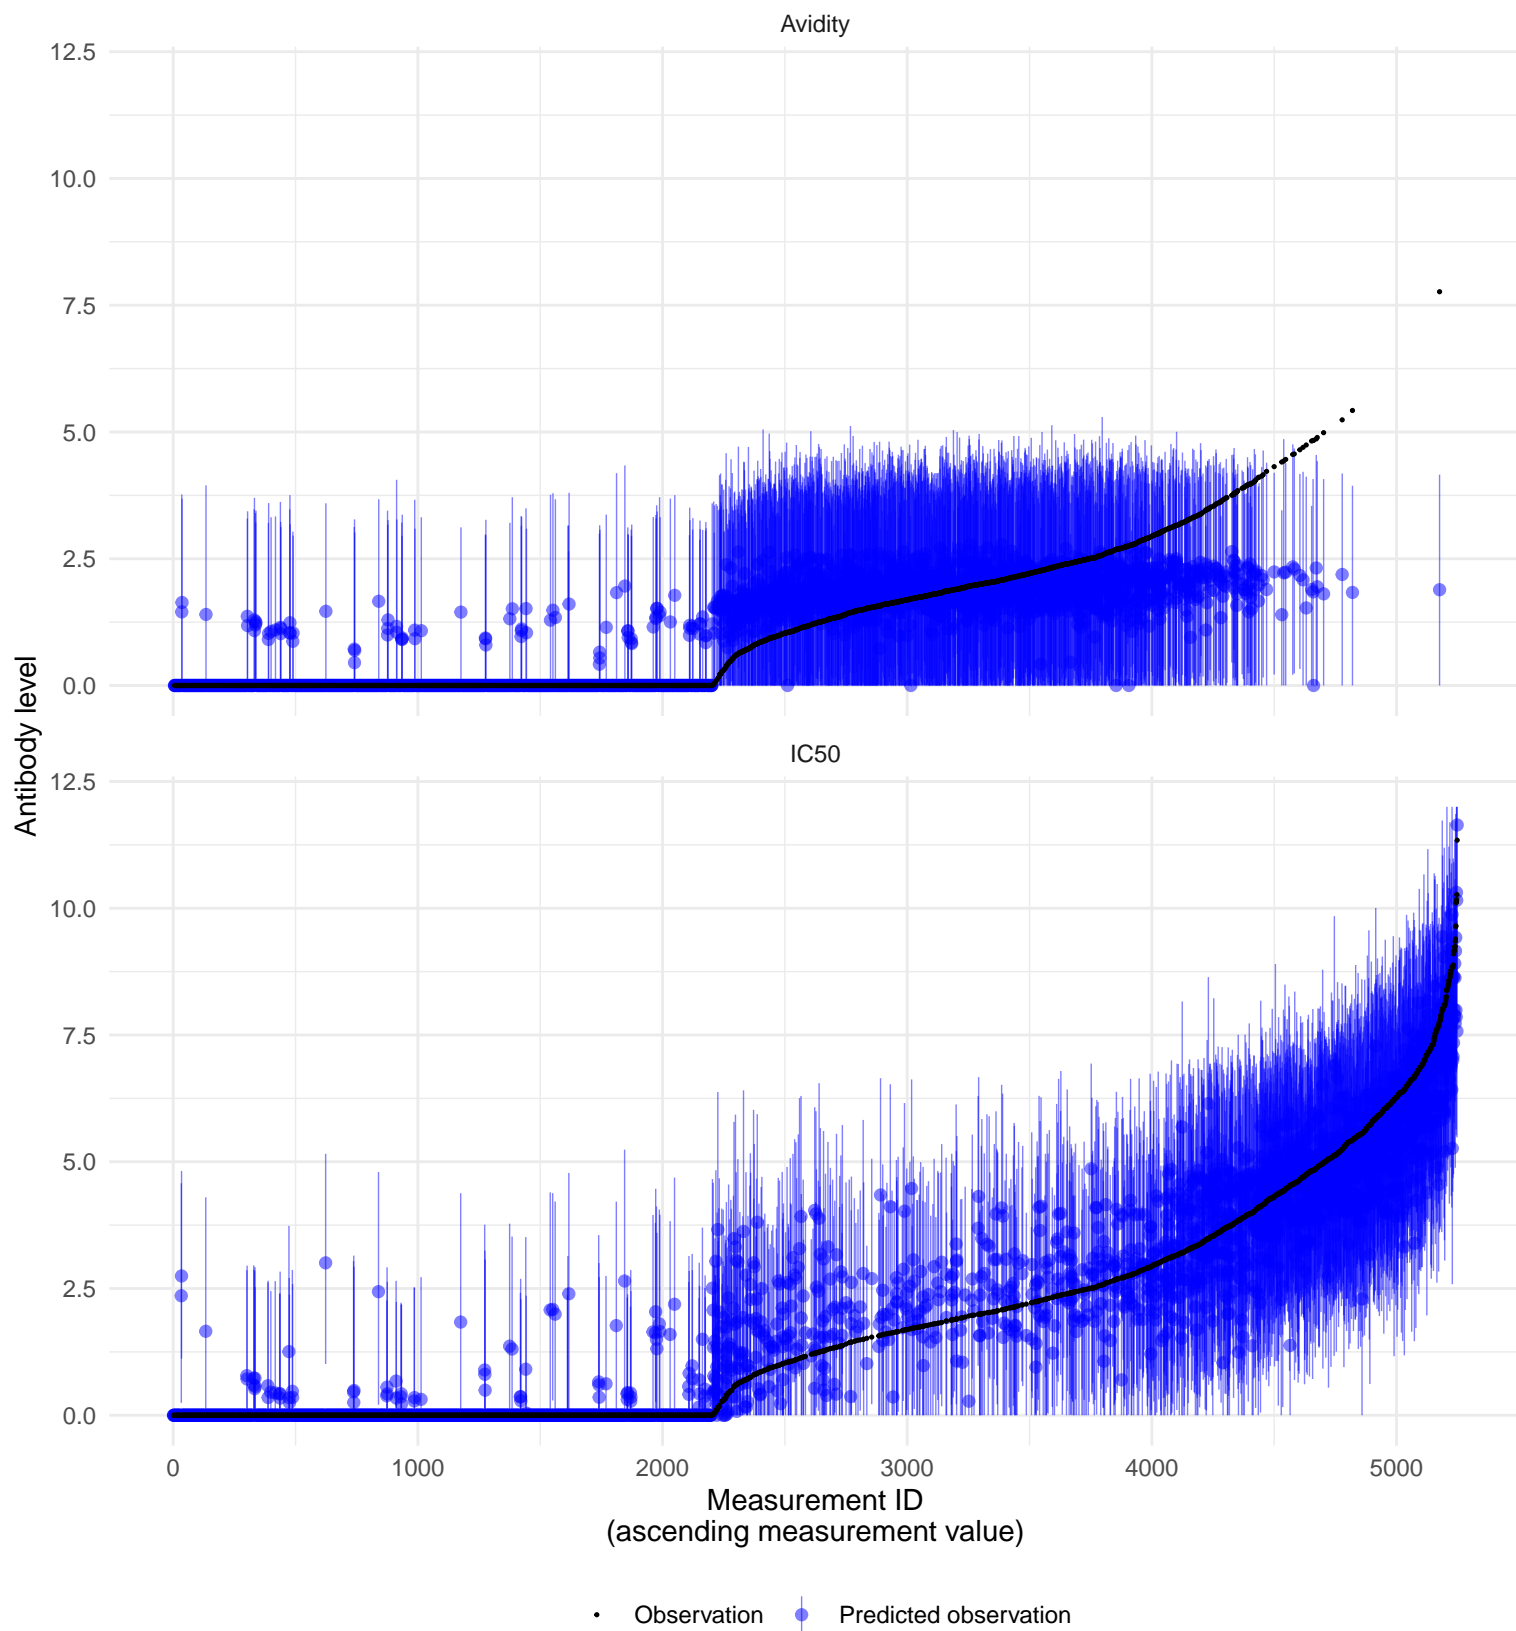 Avidity
12.5
10.0
7.5
5.0
2.5
0.0
Antibody level
IC50
12.5
10.0
7.5
5.0
2.5
0.0
0 1000 2000 3000 4000 5000
Measurement ID
(ascending measurement value)
Observation Predicted observation